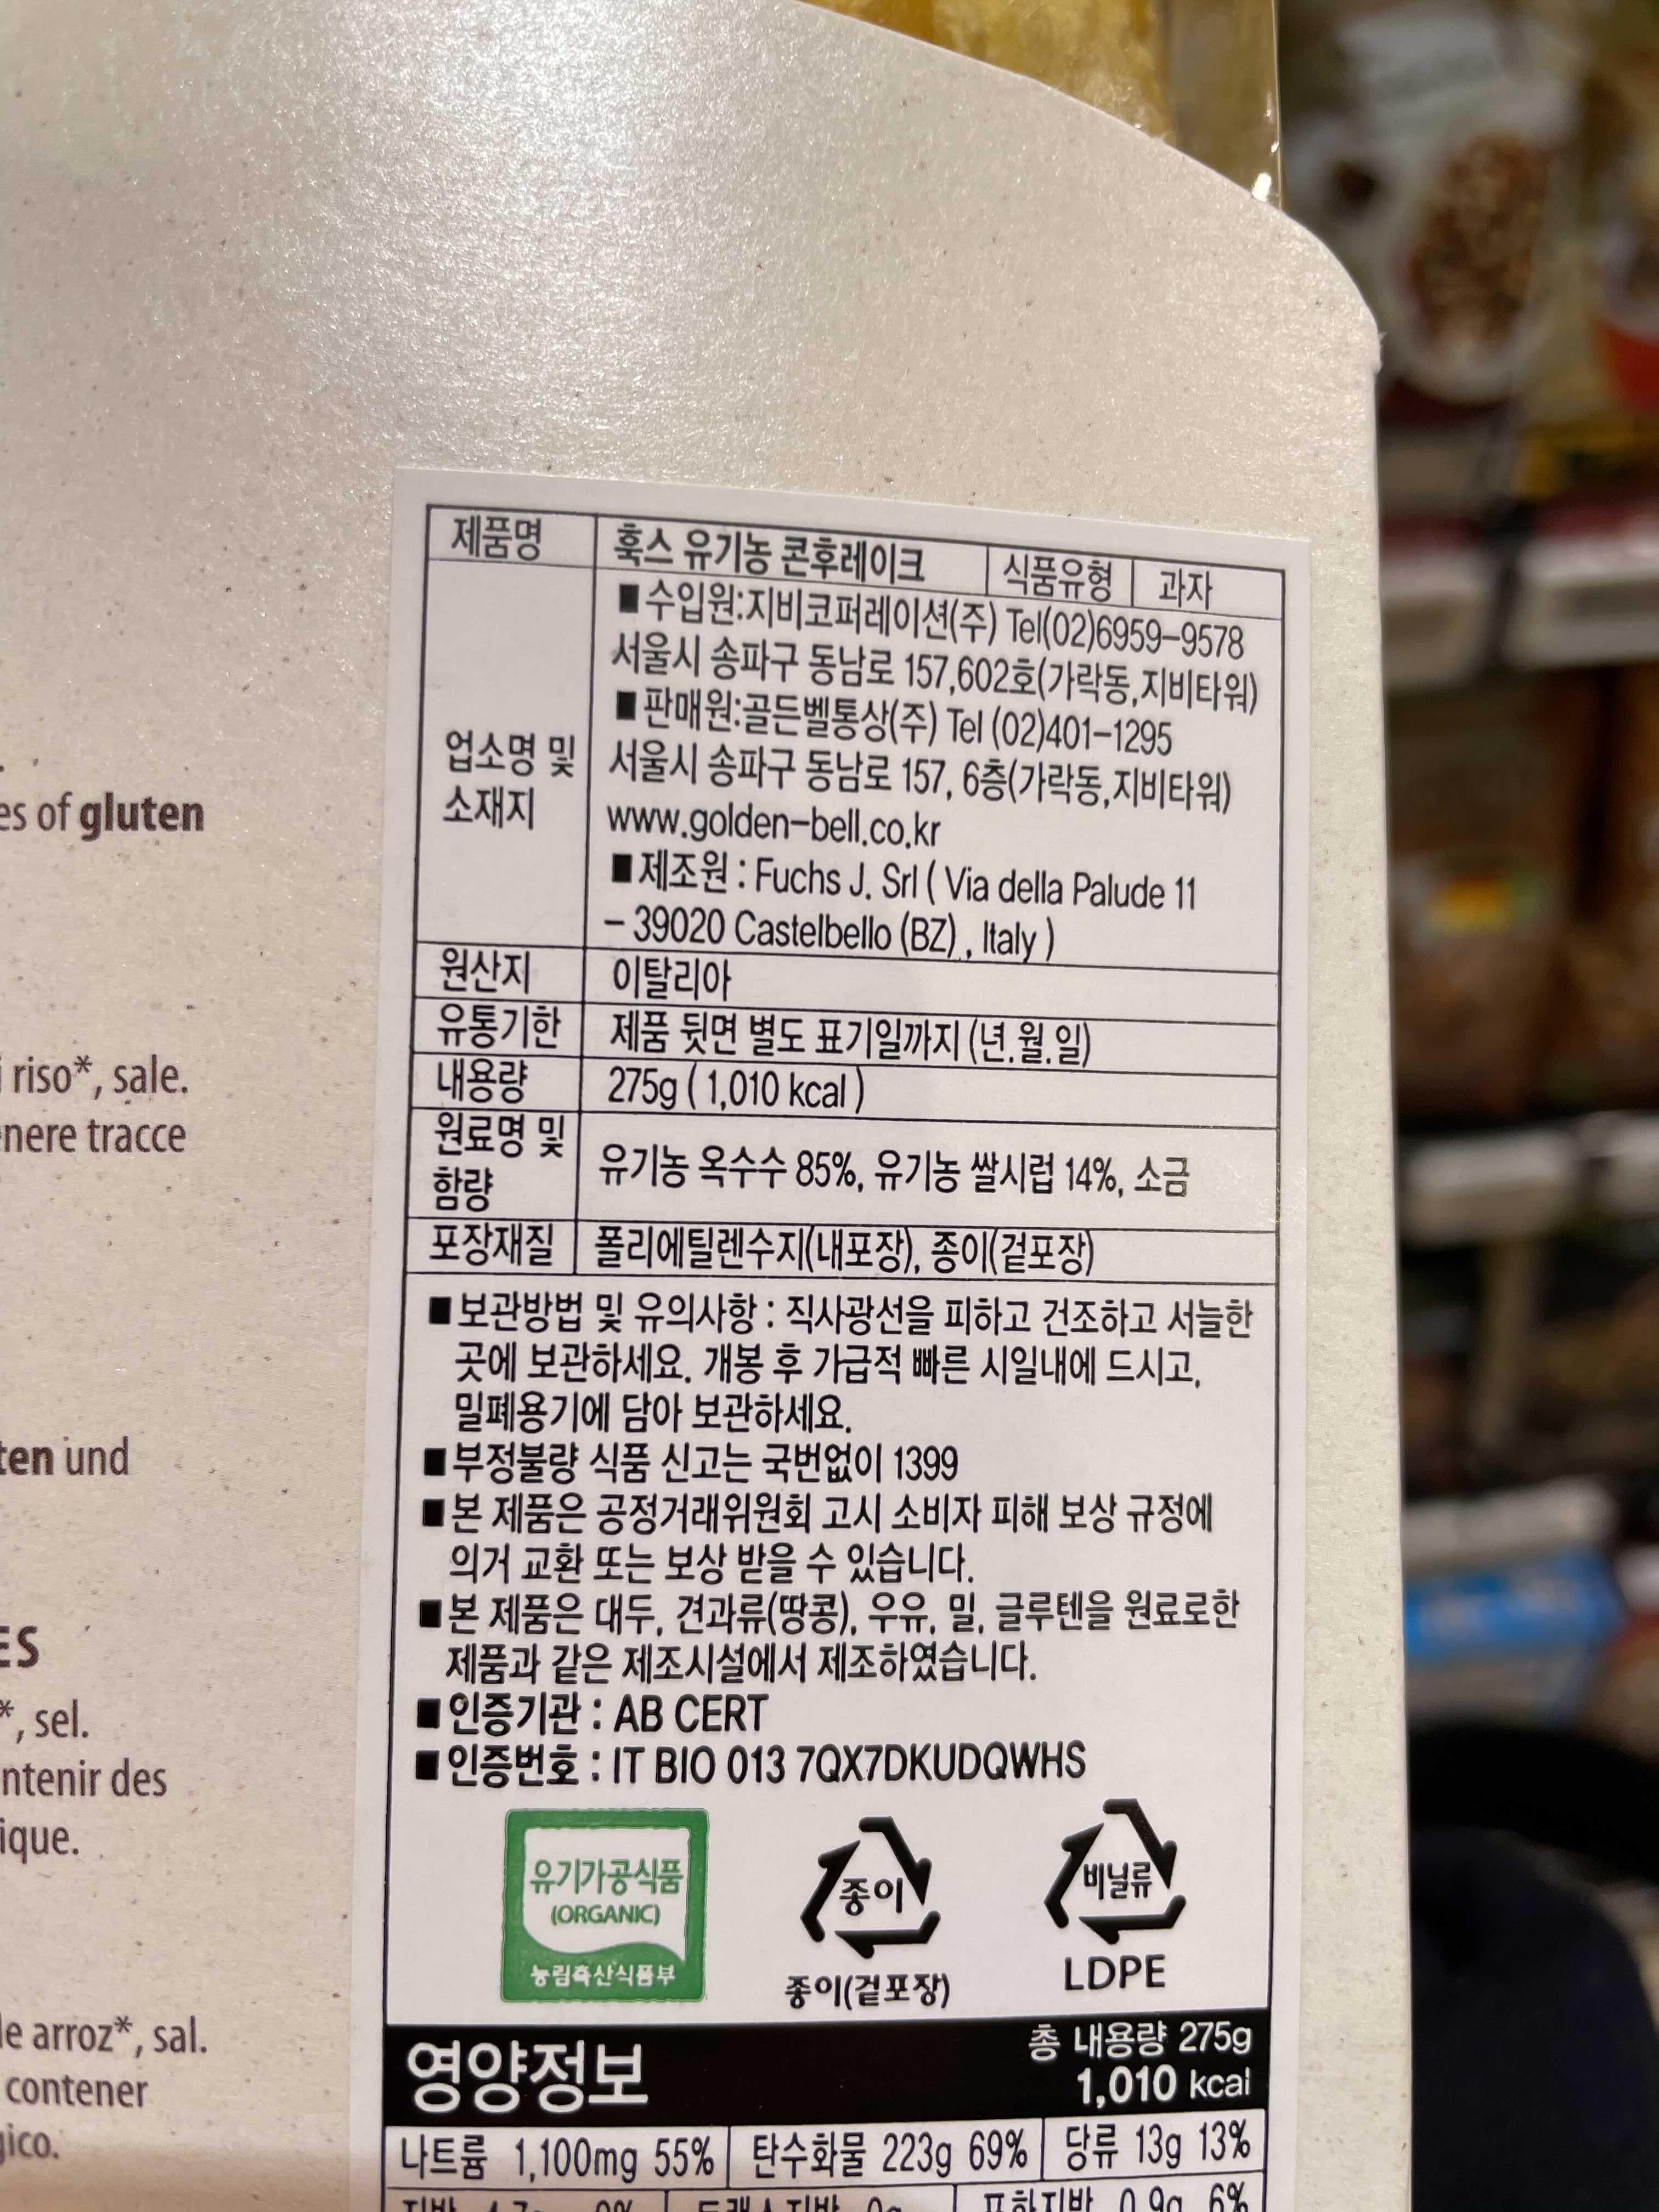 es of gluten
i riso*, sale.
nere tracce
ten und
ES
*, sel.
ntenir des
ique.
le arroz*, sal.
contener
gico.
제품명 훅스 유기농 콘후레이크 식품유형 과자
업소명 및
소재지
■수입원:지비코퍼레이션(주) Tel(02)6959-9578
서울시 송파구 동남로 157,602호(가락동,지비타워)
■판매원:골든벨통상(주) Tel (02)401-1295
서울시 송파구 동남로 157, 6층(가락동,지비타워)
www.golden-bell.co.kr
■제조원 : Fuchs J. Srl ( Via della Palude 11
- 39020 Castelbello (BZ) , Italy )
원산지 이탈리아
유통기한 제품 뒷면 별도 표기일까지 (년.월.일)
내용량 275g ( 1,010 kcal )
원료명 및
함량
유기농 옥수수 85%, 유기농 쌀시럽 14%, 소금
포장재질 폴리에틸렌수지(내포장), 종이(겉포장)
■보관방법 및 유의사항 : 직사광선을 피하고 건조하고 서늘한
곳에 보관하세요. 개봉 후 가급적 빠른 시일내에 드시고,
밀폐용기에 담아 보관하세요.
■부정불량 식품 신고는 국번없이 1399
■본 제품은 공정거래위원회 고시 소비자 피해 보상 규정에
의거 교환 또는 보상 받을 수 있습니다.
■본 제품은 대두, 견과류(땅콩), 우유, 밀, 글루텐을 원료로한
제품과 같은 제조시설에서 제조하였습니다.
■인증기관 : AB CERT
■인증번호 : IT BIO 013 7QX7DKUDQWHS
유기가공식품
(ORGANIC)
농림축산식품부
종이
종이(겉포장)
비닐류
LDPE
영양정보
총 내용량 275g
1,010 kcal
나트륨 1,100mg 55% 탄수화물 223g 69% 당류 13g 13%
포화지방 0.9g 6%